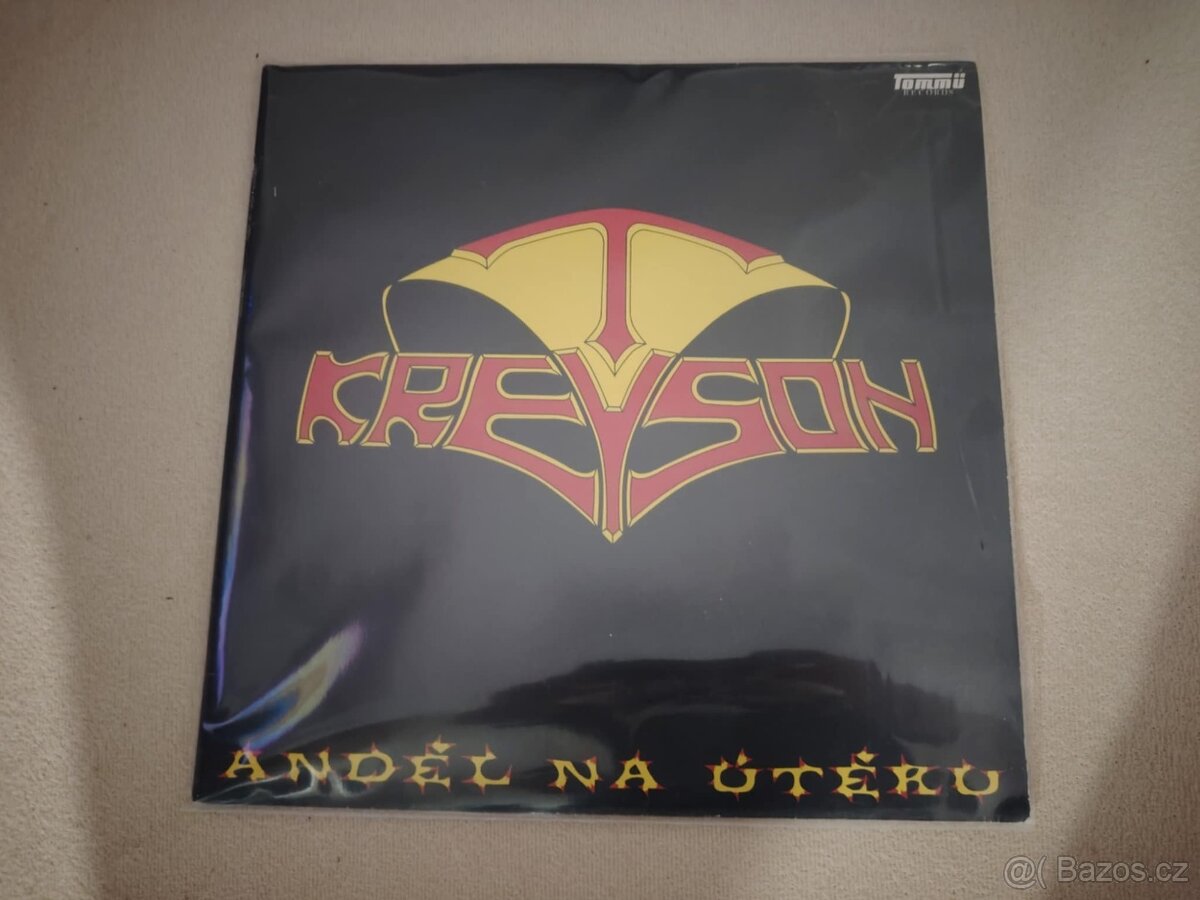 Tommü
RECORDS
KREYSON
ANDĚL NA ÚTĚKU
@( Bazos.cz